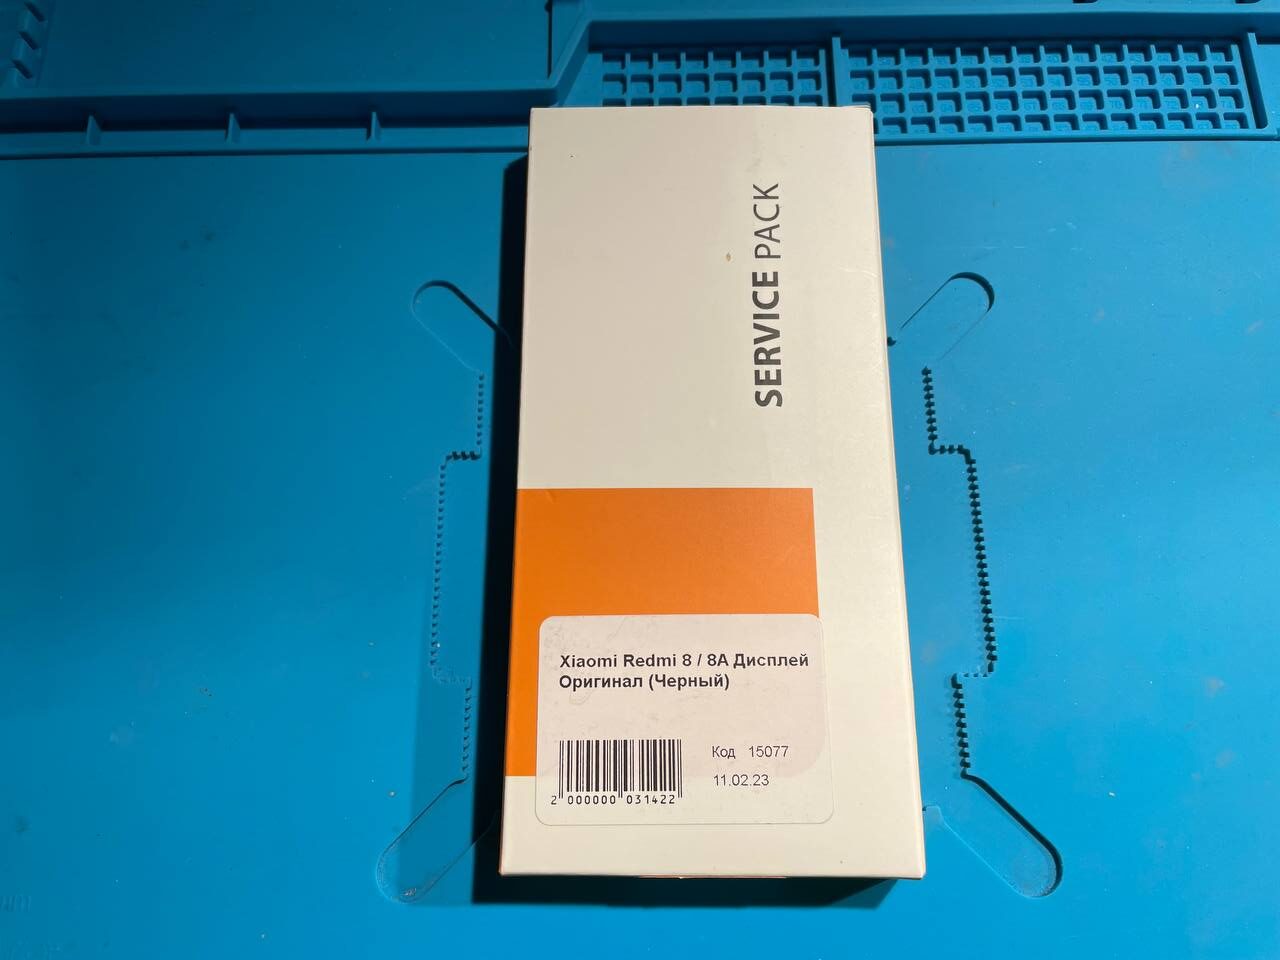 SERVICE PACK
Xiaomi Redmi 8 / 8A Дисплей
Оригинал (Черный)
Код 15077
11.02.23
2 000000 031422